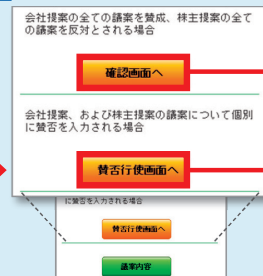 会社提案の全ての議案を賛成、株主提案の全て
の議案を反対とされる場合
確認画面へ
会社提案、および株主提案の議案について個別
に賛否を入力される場合
賛否行使画面へ
に賛否を入力される場合
賛否行使画面へ
議案内容